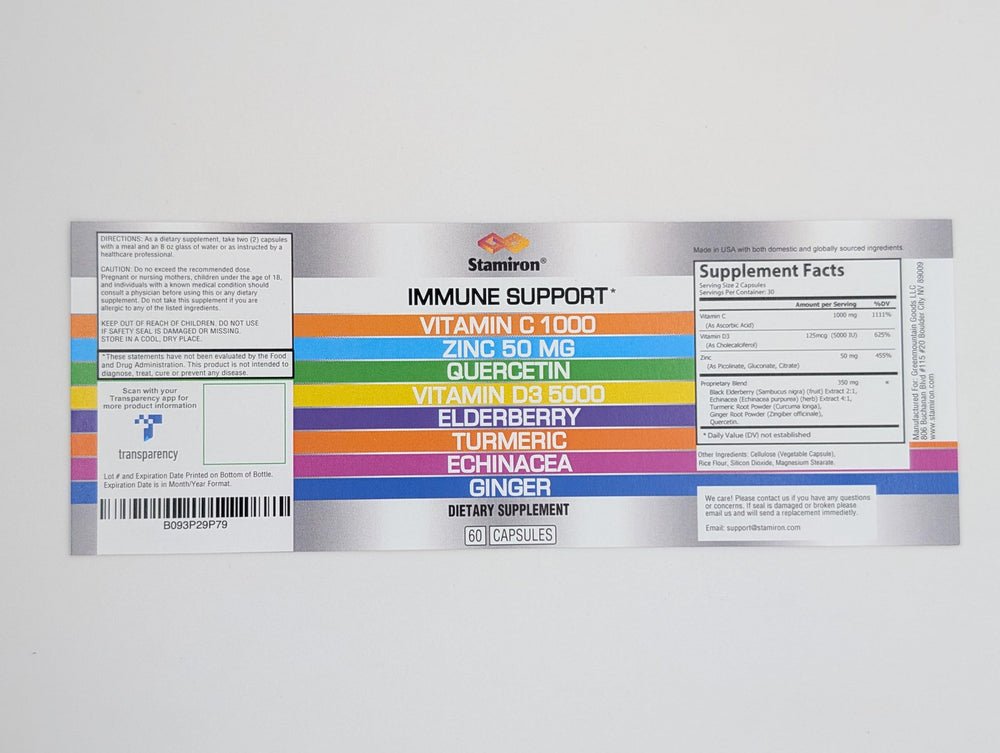 DIRECTIONS: As a dietary supplement, take two (2) capsules
with a meal and an 8 oz glass of water or as instructed by a
healthcare professional.
CAUTION: Do not exceed the recommended dose.
Pregnant or nursing mothers, children under the age of 18,
and individuals with a known medical condition should
consult a physician before using this or any dietary
supplement. Do not take this supplement if you are
allergic to any of the listed ingredients.
KEEP OUT OF REACH OF CHILDREN. DO NOT USE
IF SAFETY SEAL IS DAMAGED OR MISSING.
STORE IN A COOL, DRY PLACE.
*These statements have not been evaluated by the Food
and Drug Administration. This product is not intended to
diagnose, treat, cure or prevent any disease.
Scan with your
Transparency app for
more product information
transparency
Lot # and Expiration Date Printed on Bottom of Bottle.
Expiration Date is in Month/Year Format.
B093P29P79
Stamiron®
IMMUNE SUPPORT*
VITAMIN C 1000
ZINC 50 MG
QUERCETIN
VITAMIN D3 5000
ELDERBERRY
TURMERIC
ECHINACEA
GINGER
DIETARY SUPPLEMENT
60 CAPSULES
Made in USA with both domestic and globally sourced ingredients.
Supplement Facts
Serving Size 2 Capsules
Servings Per Container: 30
Amount per Serving %DV
Vitamin C 1000 mg 1111%
(As Ascorbic Acid)
Vitamin D3 125mcg (5000 IU) 625%
(As Cholecalciferol)
Zinc 50 mg 455%
(As Picolinate, Gluconate, Citrate)
Proprietary Blend 350 mg *
Black Elderberry (Sambucus nigra) (fruit) Extract 2:1,
Echinacea (Echinacea purpurea) (herb) Extract 4:1,
Turmeric Root Powder (Curcuma longa),
Ginger Root Powder (Zingiber officinale),
Quercetin.
* Daily Value (DV) not established
Other Ingredients: Cellulose (Vegetable Capsule),
Rice Flour, Silicon Dioxide, Magnesium Stearate.
Manufactured For: Greenmountain Goods LLC
806 Buchanan Blvd #115 #20 Boulder City NV 89009
www.stamiron.com
We care! Please contact us if you have any questions
or concerns. If seal is damaged or broken please
email us and will send a replacement immedietly.
Email: support@stamiron.com